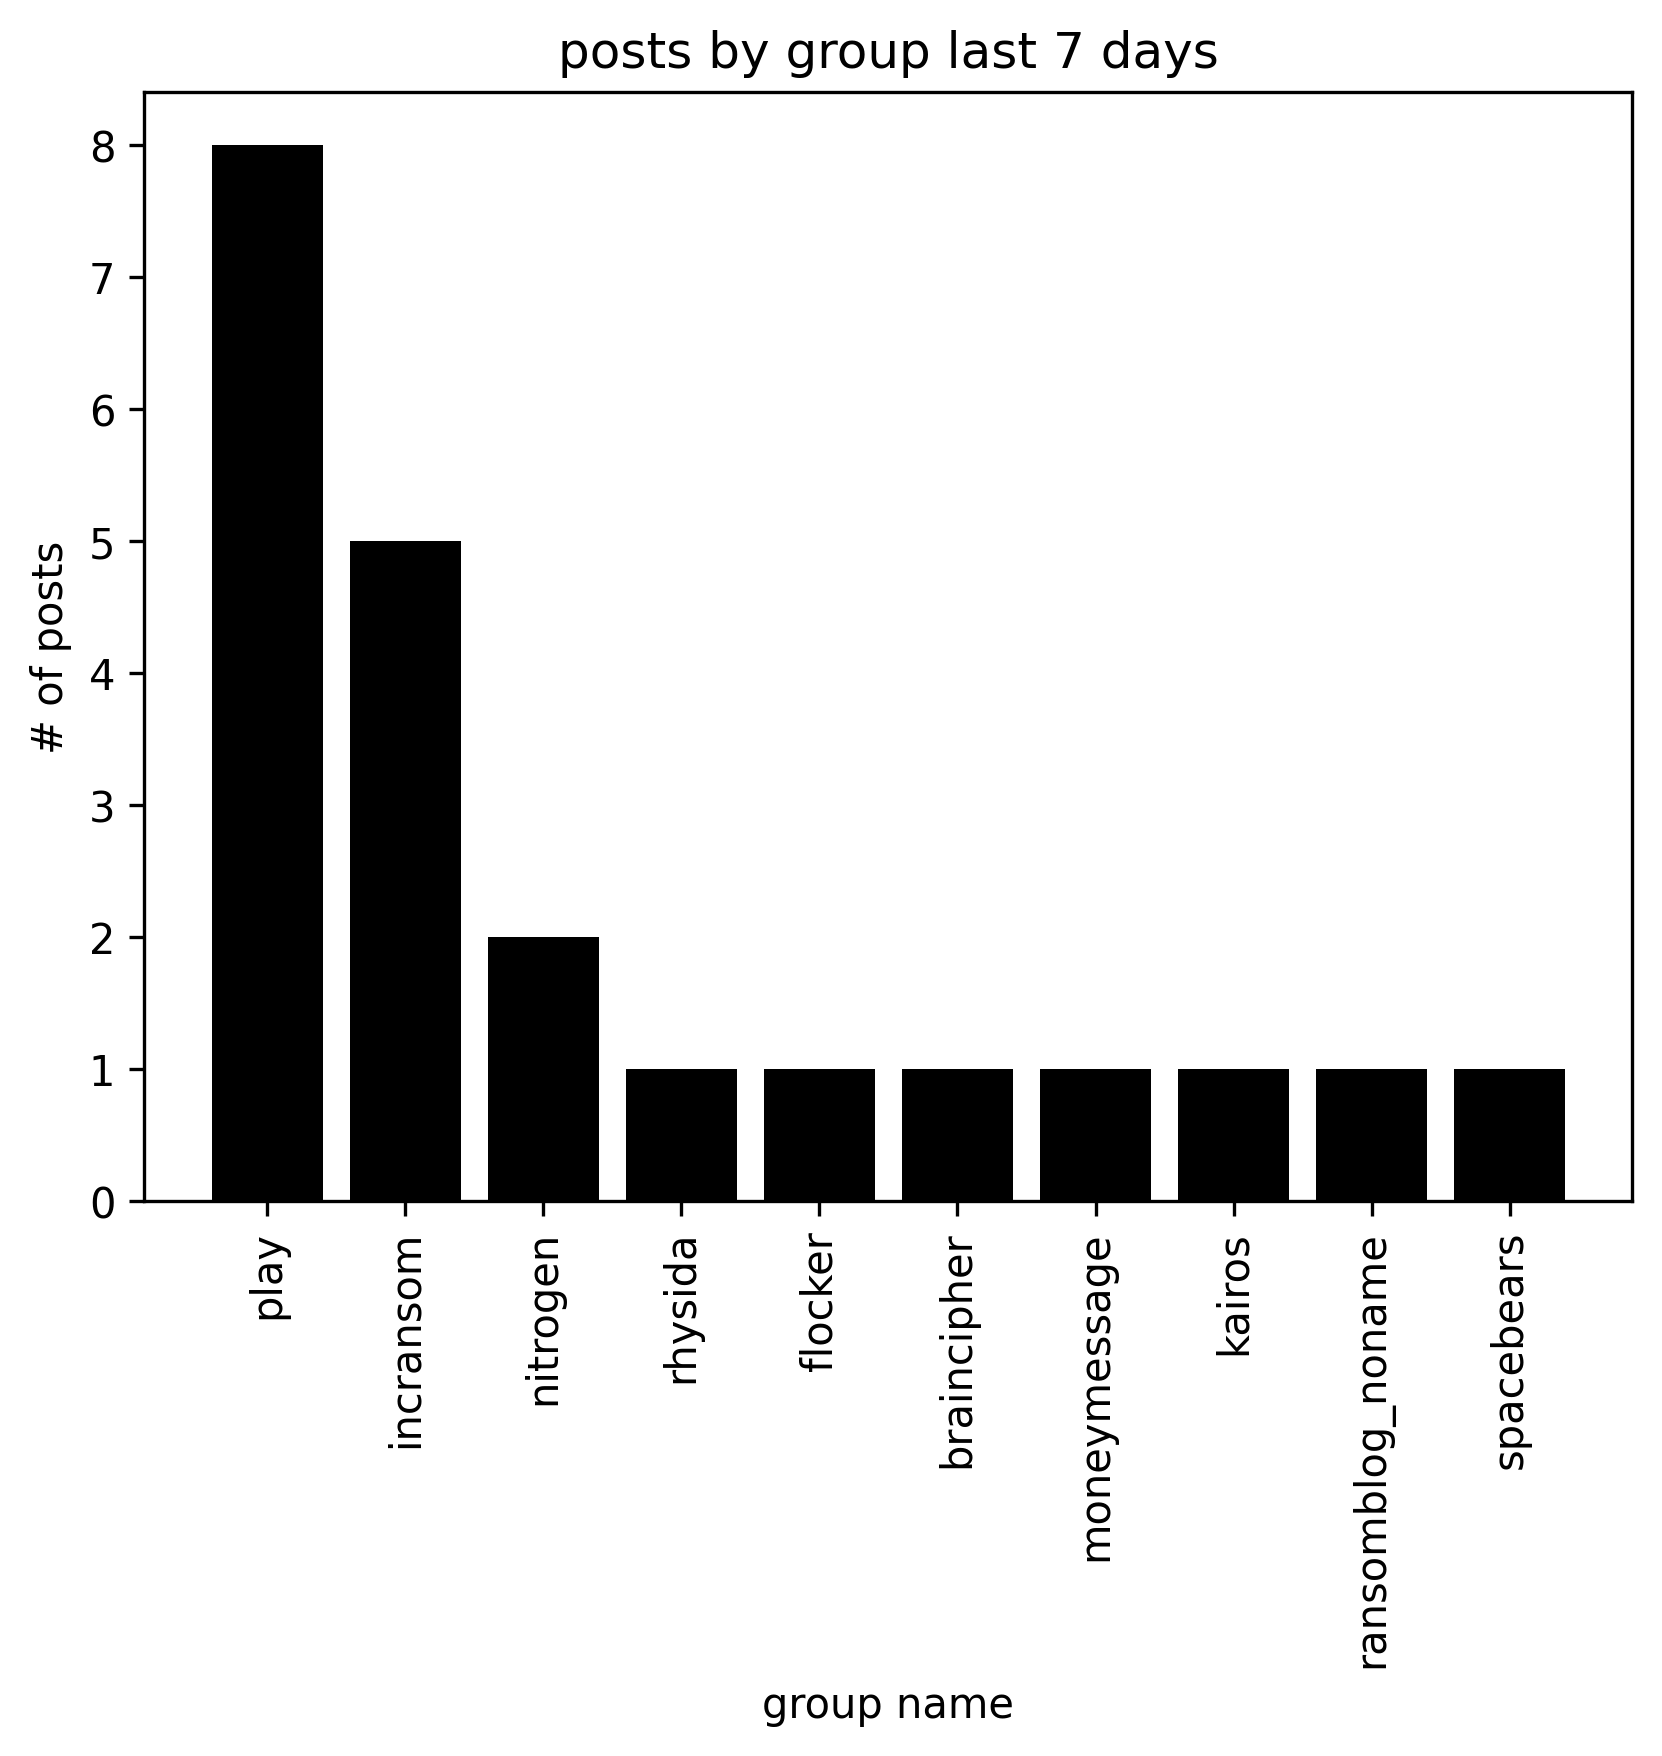 posts by group last 7 days
# of posts
8
7
6
5
4
3
2
1
0
play
incransom
nitrogen
rhysida
flocker
braincipher
moneymessage
kairos
ransomblog_noname
spacebears
group name